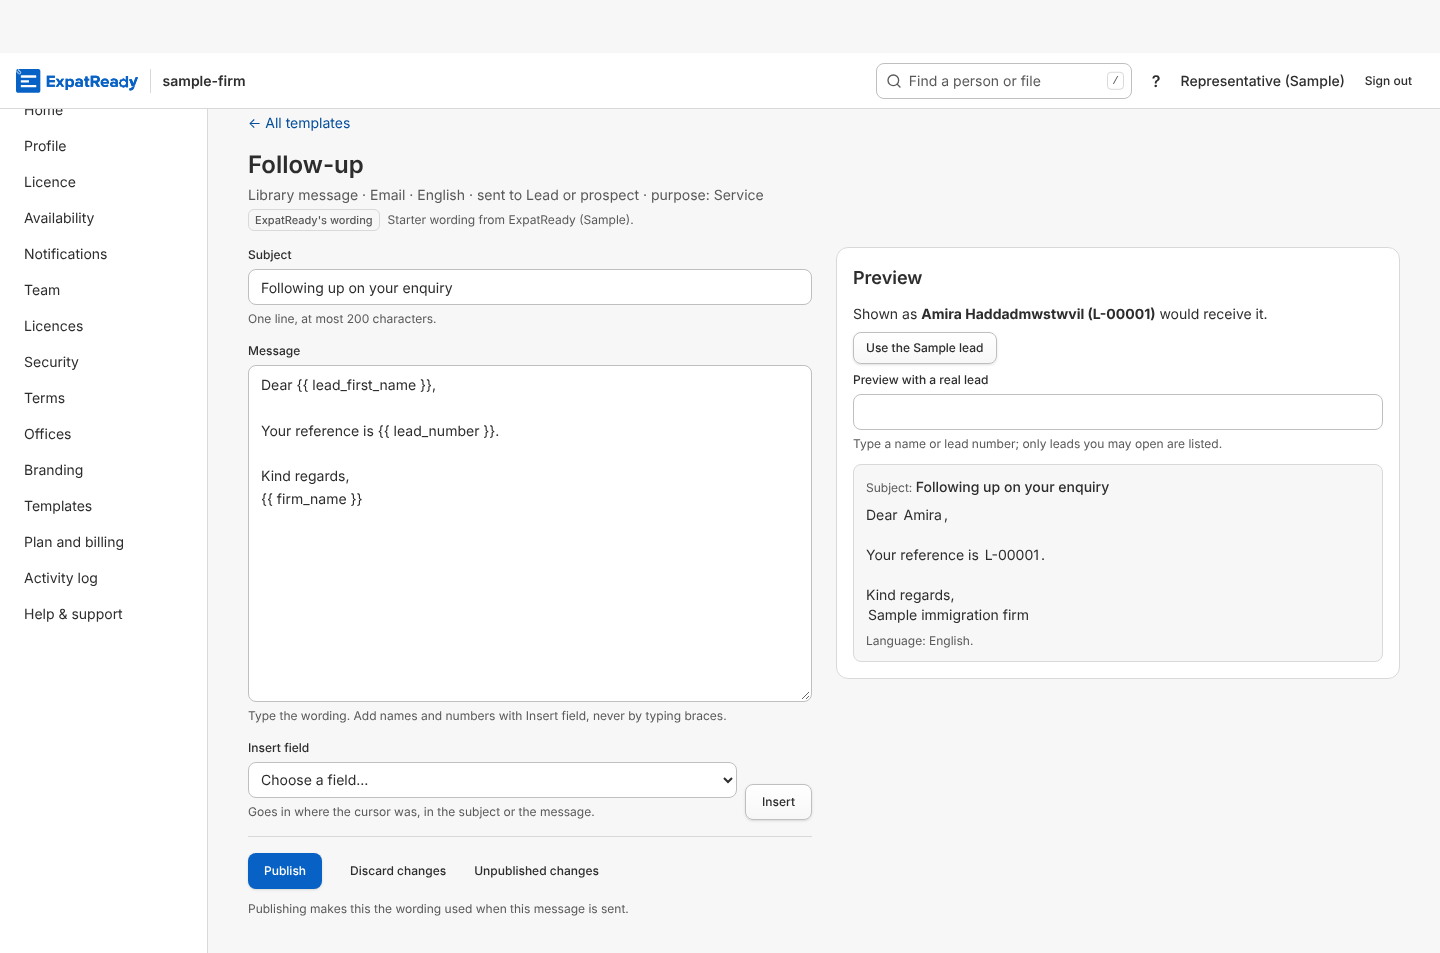 ExpatReady
sample-firm
Find a person or file
/
?
Representative (Sample)
Sign out
Home
Profile
Licence
Availability
Notifications
Team
Licences
Security
Terms
Offices
Branding
Templates
Plan and billing
Activity log
Help & support
← All templates
Follow-up
Library message · Email · English · sent to Lead or prospect · purpose: Service
ExpatReady's wording
Starter wording from ExpatReady (Sample).
Subject
Following up on your enquiry
One line, at most 200 characters.
Message
Dear {{ lead_first_name }},
Your reference is {{ lead_number }}.
Kind regards,
{{ firm_name }}
Type the wording. Add names and numbers with Insert field, never by typing braces.
Insert field
Choose a field...
Insert
Goes in where the cursor was, in the subject or the message.
Publish
Discard changes
Unpublished changes
Publishing makes this the wording used when this message is sent.
Preview
Shown as Amira Haddadmwstwvil (L-00001) would receive it.
Use the Sample lead
Preview with a real lead
Type a name or lead number; only leads you may open are listed.
Subject: Following up on your enquiry
Dear Amira,
Your reference is L-00001.
Kind regards,
Sample immigration firm
Language: English.